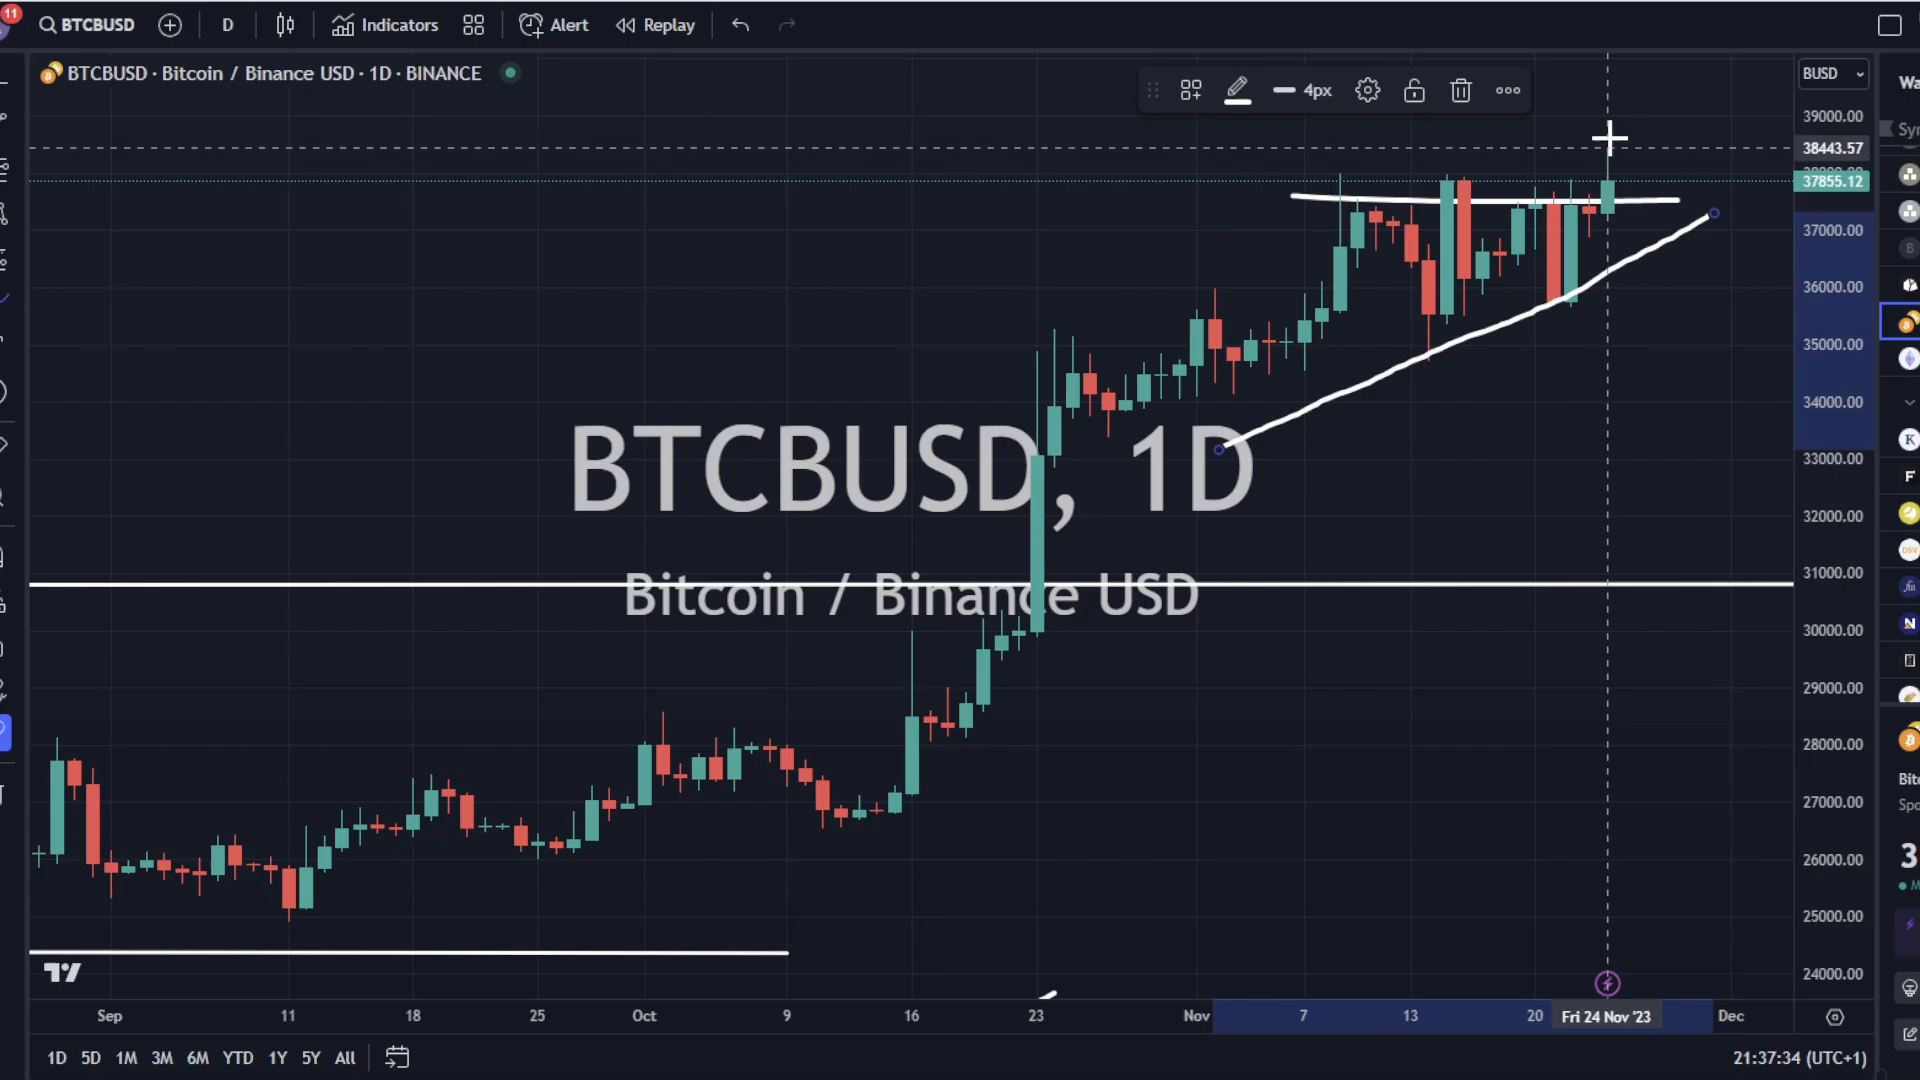 11
BTCBUSD
D
Indicators
Alert
Replay
BTCBUSD · Bitcoin / Binance USD · 1D · BINANCE
4px
BUSD
39000.00
38443.57
37855.12
37000.00
36000.00
35000.00
34000.00
33000.00
32000.00
31000.00
30000.00
29000.00
28000.00
27000.00
26000.00
25000.00
24000.00
BTCBUSD, 1D
Bitcoin / Binance USD
Sep 11 18 25 Oct 9 16 23 Nov 7 13 20 Fri 24 Nov '23 Dec
1D 5D 1M 3M 6M YTD 1Y 5Y All
21:37:34 (UTC+1)